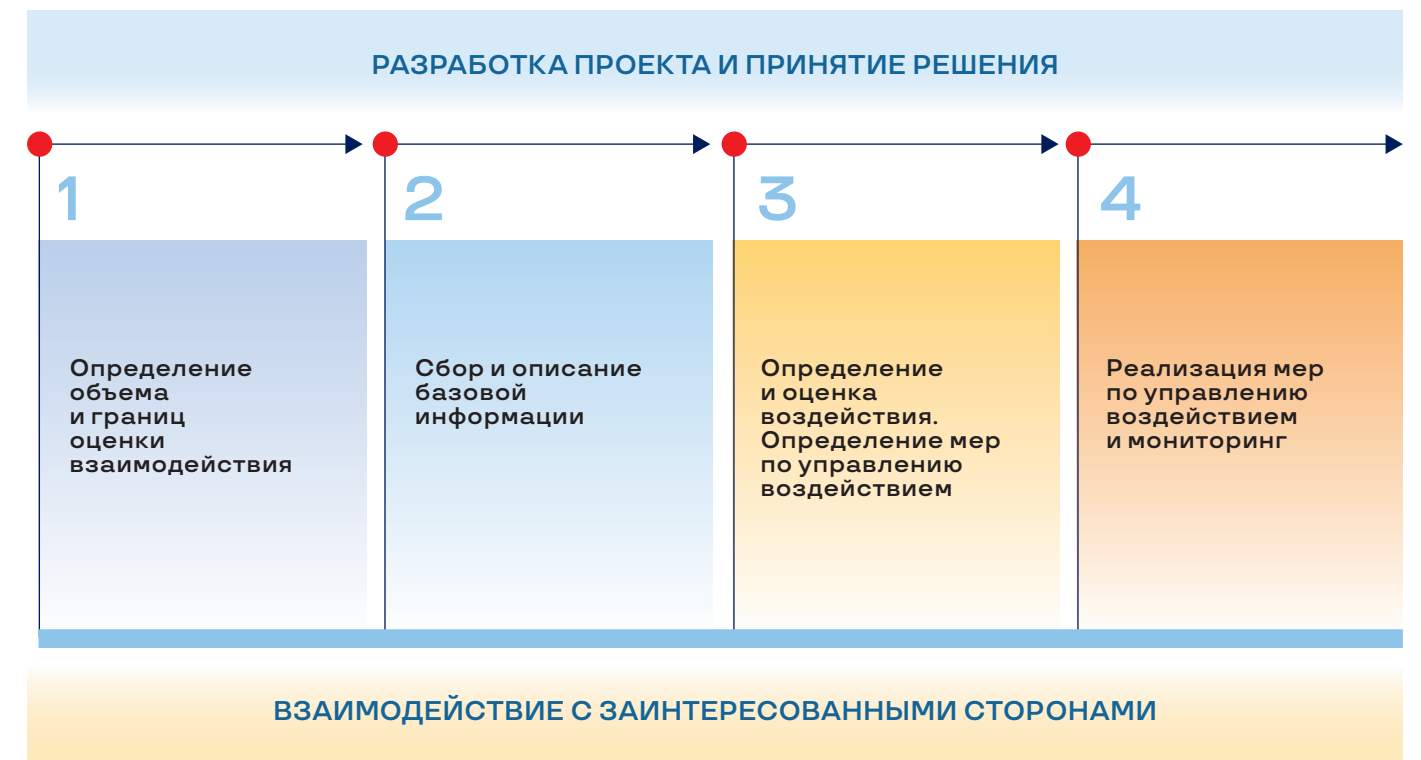 РАЗРАБОТКА ПРОЕКТА И ПРИНЯТИЕ РЕШЕНИЯ
1
Определение
объема
и границ
оценки
взаимодействия
2
Сбор и описание
базовой
информации
3
Определение
и оценка
воздействия.
Определение мер
по управлению
воздействием
4
Реализация мер
по управлению
воздействием
и мониторинг
ВЗАИМОДЕЙСТВИЕ С ЗАИНТЕРЕСОВАННЫМИ СТОРОНАМИ